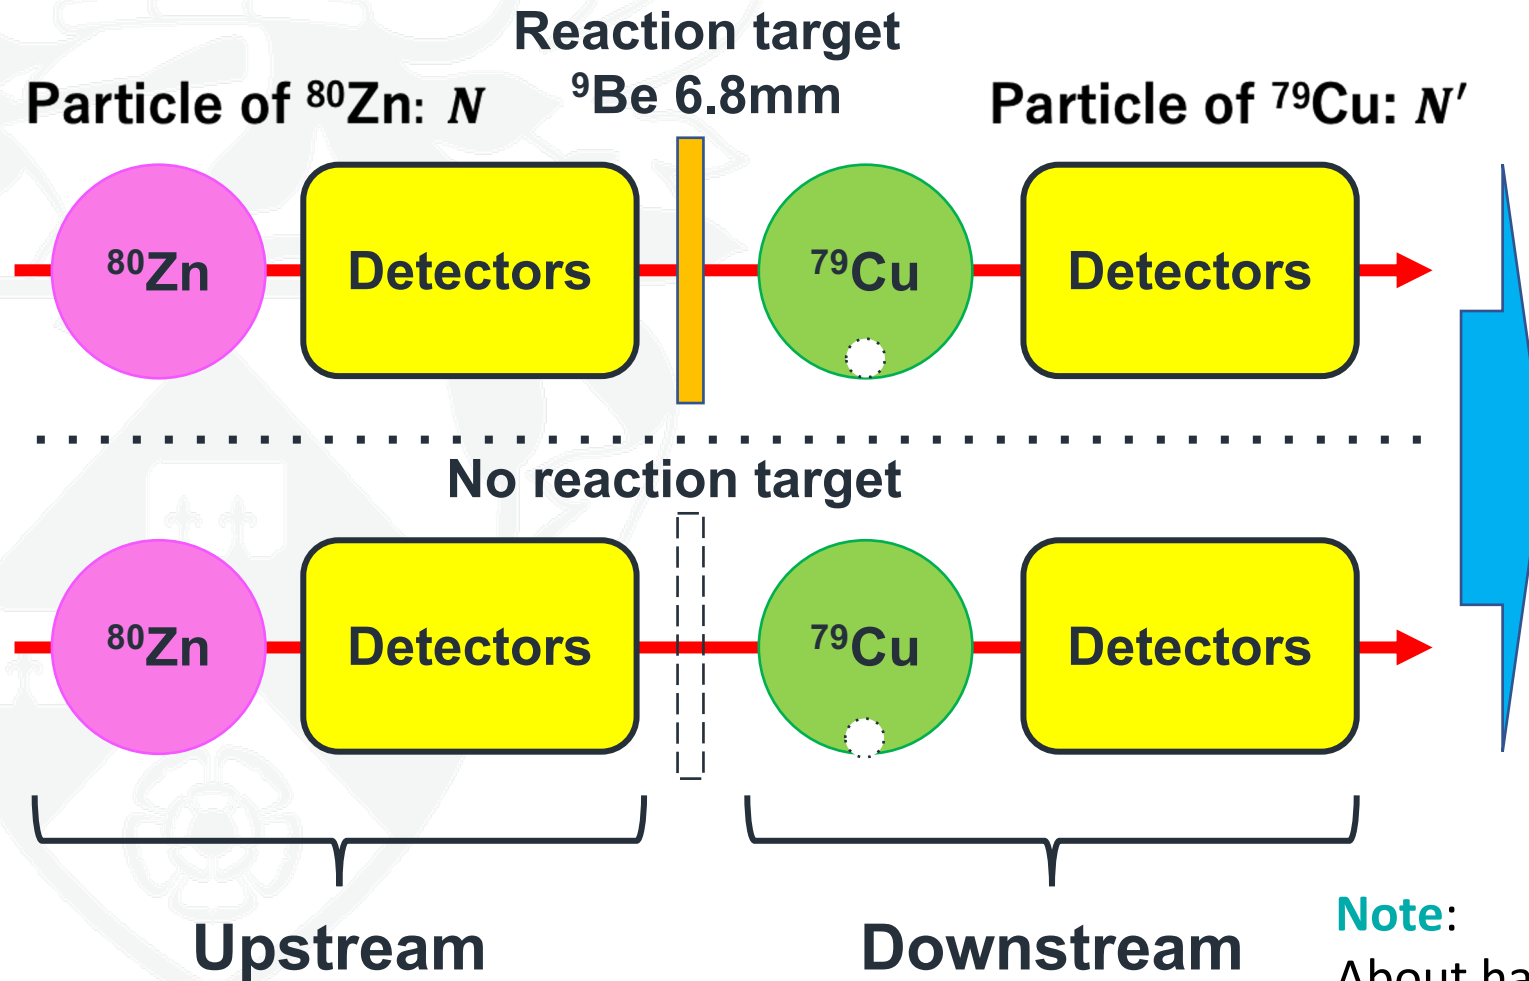 Reaction target
⁹Be 6.8mm
Particle of ⁸⁰Zn: N
Particle of ⁷⁹Cu: N′
⁸⁰Zn
Detectors
⁷⁹Cu
Detectors
No reaction target
⁸⁰Zn
Detectors
⁷⁹Cu
Detectors
Upstream
Downstream
Note:
About